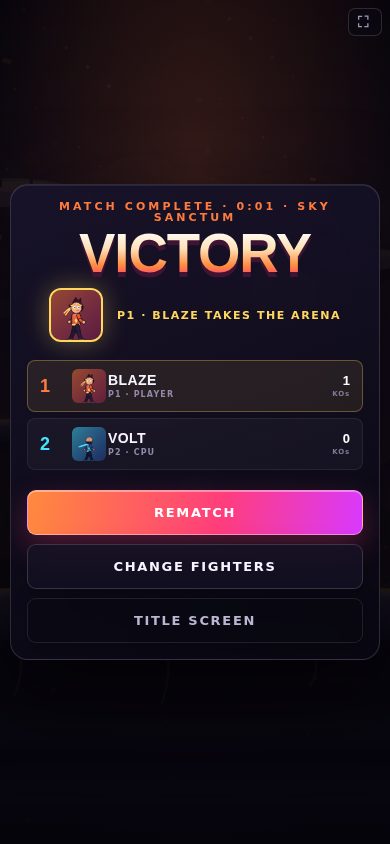 MATCH COMPLETE · 0:01 · SKY
SANCTUM
VICTORY
P1 · BLAZE TAKES THE ARENA
1 BLAZE 1
P1 · PLAYER KOs
2 VOLT 0
P2 · CPU KOs
REMATCH
CHANGE FIGHTERS
TITLE SCREEN